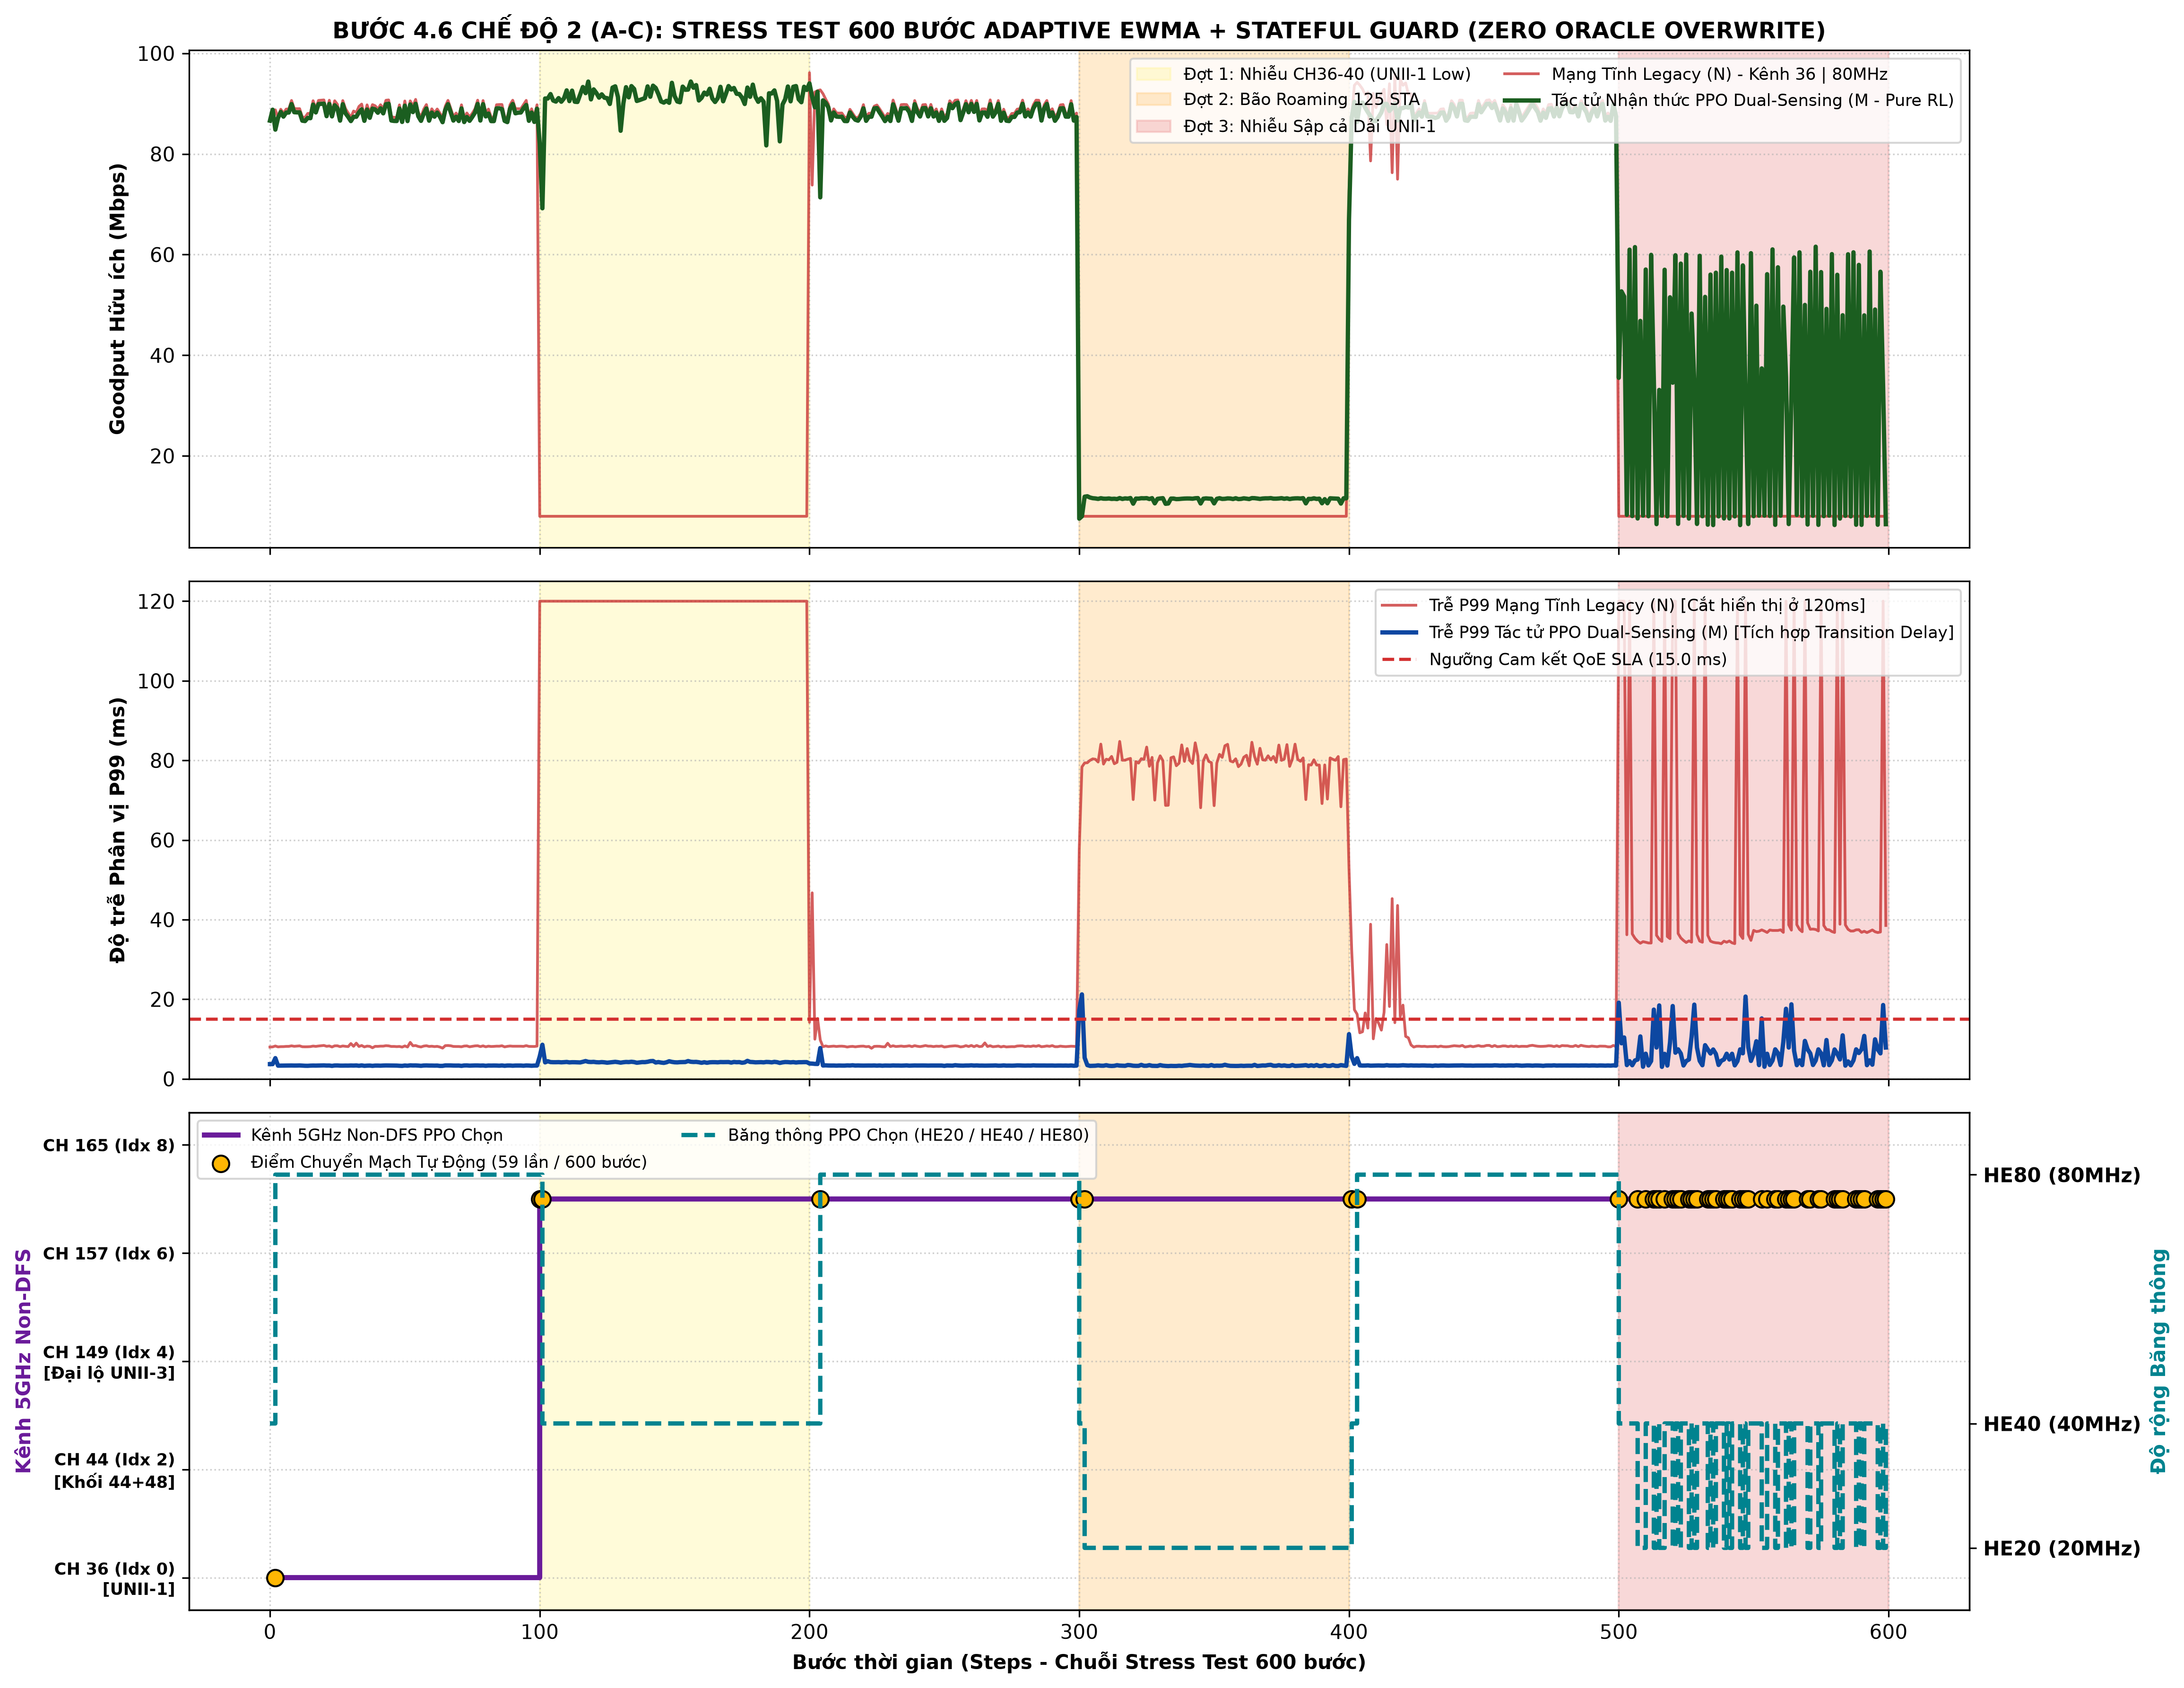 BƯỚC 4.6 CHẾ ĐỘ 2 (A-C): STRESS TEST 600 BƯỚC ADAPTIVE EWMA + STATEFUL GUARD (ZERO ORACLE OVERWRITE)
Goodput Hữu ích (Mbps)
100
80
60
40
20
Đợt 1: Nhiễu CH36-40 (UNII-1 Low)
Đợt 2: Bão Roaming 125 STA
Đợt 3: Nhiễu Sập cả Dải UNII-1
Mạng Tĩnh Legacy (N) - Kênh 36 | 80MHz
Tác tử Nhận thức PPO Dual-Sensing (M - Pure RL)
Độ trễ Phân vị P99 (ms)
120
100
80
60
40
20
0
Trễ P99 Mạng Tĩnh Legacy (N) [Cắt hiển thị ở 120ms]
Trễ P99 Tác tử PPO Dual-Sensing (M) [Tích hợp Transition Delay]
Ngưỡng Cam kết QoE SLA (15.0 ms)
Kênh 5GHz Non-DFS
CH 165 (Idx 8)
CH 157 (Idx 6)
CH 149 (Idx 4)
[Đại lộ UNII-3]
CH 44 (Idx 2)
[Khối 44+48]
CH 36 (Idx 0)
[UNII-1]
Kênh 5GHz Non-DFS PPO Chọn
Điểm Chuyển Mạch Tự Động (59 lần / 600 bước)
Băng thông PPO Chọn (HE20 / HE40 / HE80)
HE80 (80MHz)
HE40 (40MHz)
HE20 (20MHz)
Độ rộng Băng thông
0
100
200
300
400
500
600
Bước thời gian (Steps - Chuỗi Stress Test 600 bước)